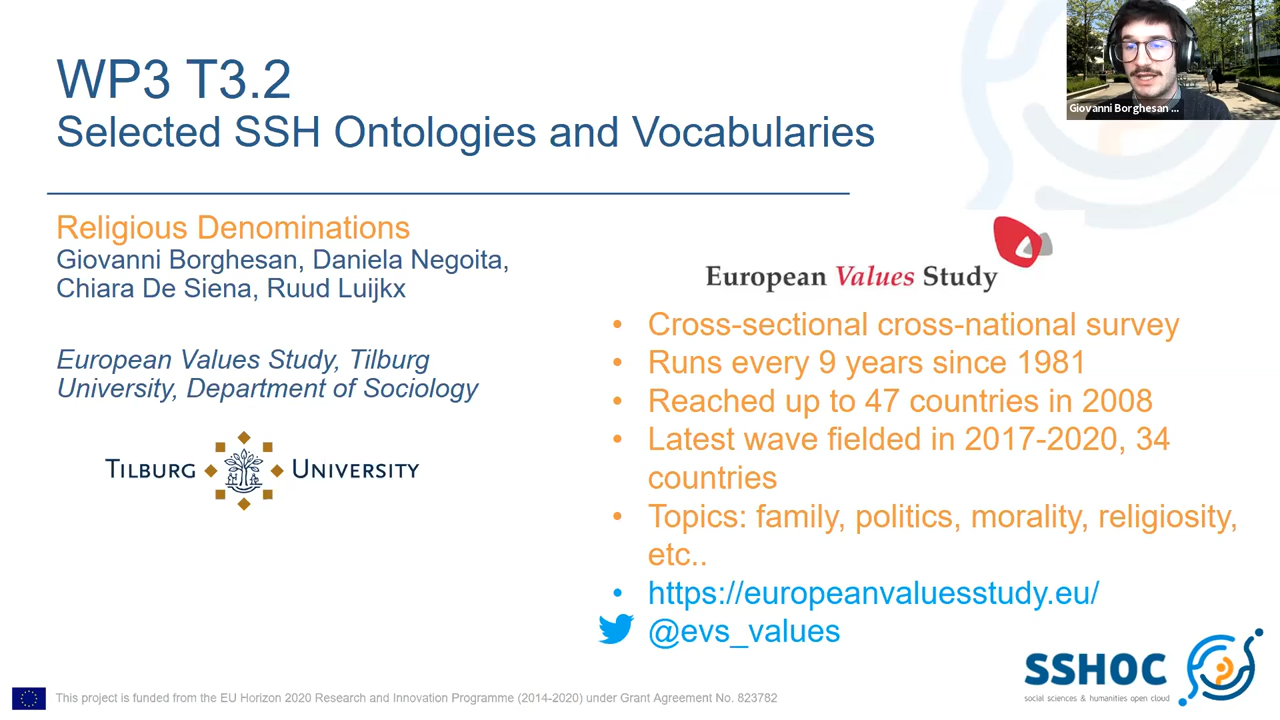 WP3 T3.2
Selected SSH Ontologies and Vocabularies
Giovanni Borghesan ...
Religious Denominations
Giovanni Borghesan, Daniela Negoita,
Chiara De Siena, Ruud Luijkx
European Values Study, Tilburg
University, Department of Sociology
TILBURG UNIVERSITY
European Values Study
• Cross-sectional cross-national survey
• Runs every 9 years since 1981
• Reached up to 47 countries in 2008
• Latest wave fielded in 2017-2020, 34
countries
• Topics: family, politics, morality, religiosity,
etc..
• https://europeanvaluesstudy.eu/
@evs_values
SSHOC
social sciences & humanities open cloud
This project is funded from the EU Horizon 2020 Research and Innovation Programme (2014-2020) under Grant Agreement No. 823782